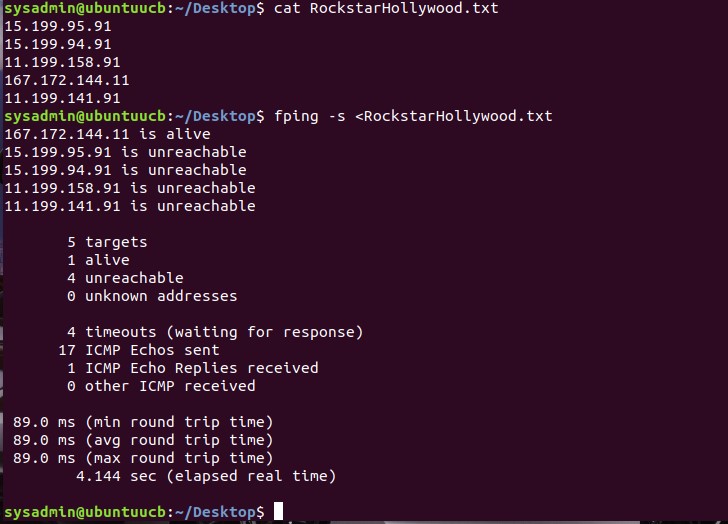 sysadmin@ubuntuucb:~/Desktop$ cat RockstarHollywood.txt
15.199.95.91
15.199.94.91
11.199.158.91
167.172.144.11
11.199.141.91
sysadmin@ubuntuucb:~/Desktop$ fping -s <RockstarHollywood.txt
167.172.144.11 is alive
15.199.95.91 is unreachable
15.199.94.91 is unreachable
11.199.158.91 is unreachable
11.199.141.91 is unreachable
5 targets
1 alive
4 unreachable
0 unknown addresses
4 timeouts (waiting for response)
17 ICMP Echos sent
1 ICMP Echo Replies received
0 other ICMP received
89.0 ms (min round trip time)
89.0 ms (avg round trip time)
89.0 ms (max round trip time)
4.144 sec (elapsed real time)
sysadmin@ubuntuucb:~/Desktop$